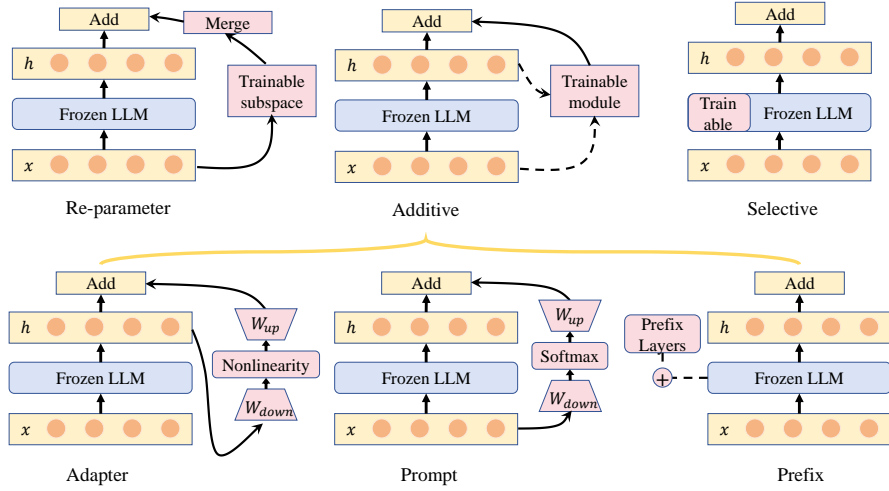 Add
Merge
h
Trainable
subspace
Frozen LLM
x
Re-parameter
Add
h
Trainable
module
Frozen LLM
x
Additive
Add
h
Train
able
Frozen LLM
x
Selective
Add
W_up
h
Nonlinearity
Frozen LLM
W_down
x
Adapter
Add
W_up
h
Softmax
Frozen LLM
W_down
x
Prompt
Add
h
Prefix
Layers
+
Frozen LLM
x
Prefix